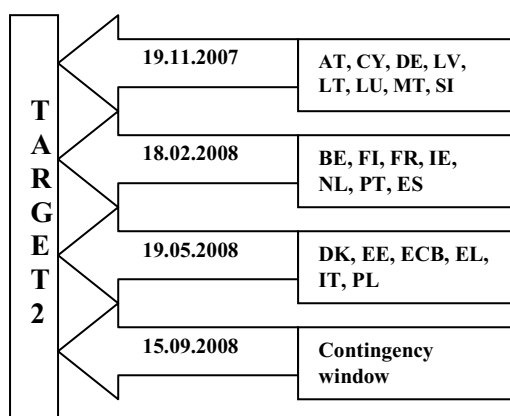 TARGET2
19.11.2007
AT, CY, DE, LV,
LT, LU, MT, SI
18.02.2008
BE, FI, FR, IE,
NL, PT, ES
19.05.2008
DK, EE, ECB, EL,
IT, PL
15.09.2008
Contingency
window